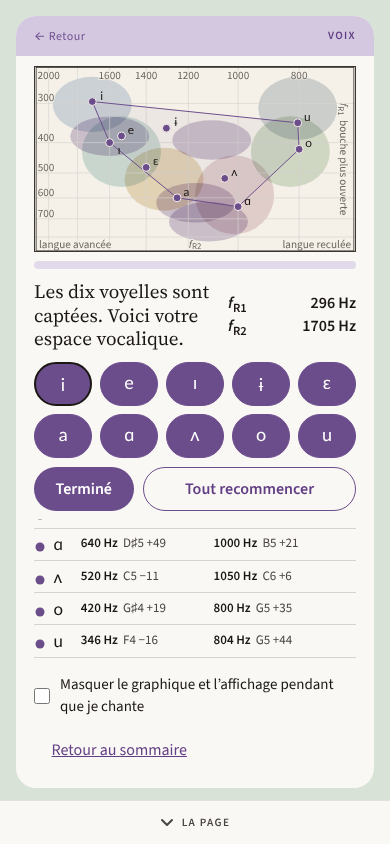 ← Retour
VOIX
2000 1600 1400 1200 1000 800
300
400
500
600
700
i
e
ɪ
ɨ
ɛ
a
ɑ
ʌ
o
u
fR1 bouche plus ouverte
langue avancée
fR2
langue reculée
Les dix voyelles sont
captées. Voici votre
espace vocalique.
fR1 296 Hz
fR2 1705 Hz
i e ɪ ɨ ɛ
a ɑ ʌ o u
Terminé
Tout recommencer
ɑ 640 Hz D♯5 +49 1000 Hz B5 +21
ʌ 520 Hz C5 −11 1050 Hz C6 +6
o 420 Hz G♯4 +19 800 Hz G5 +35
u 346 Hz F4 −16 804 Hz G5 +44
Masquer le graphique et l’affichage pendant
que je chante
Retour au sommaire
LA PAGE